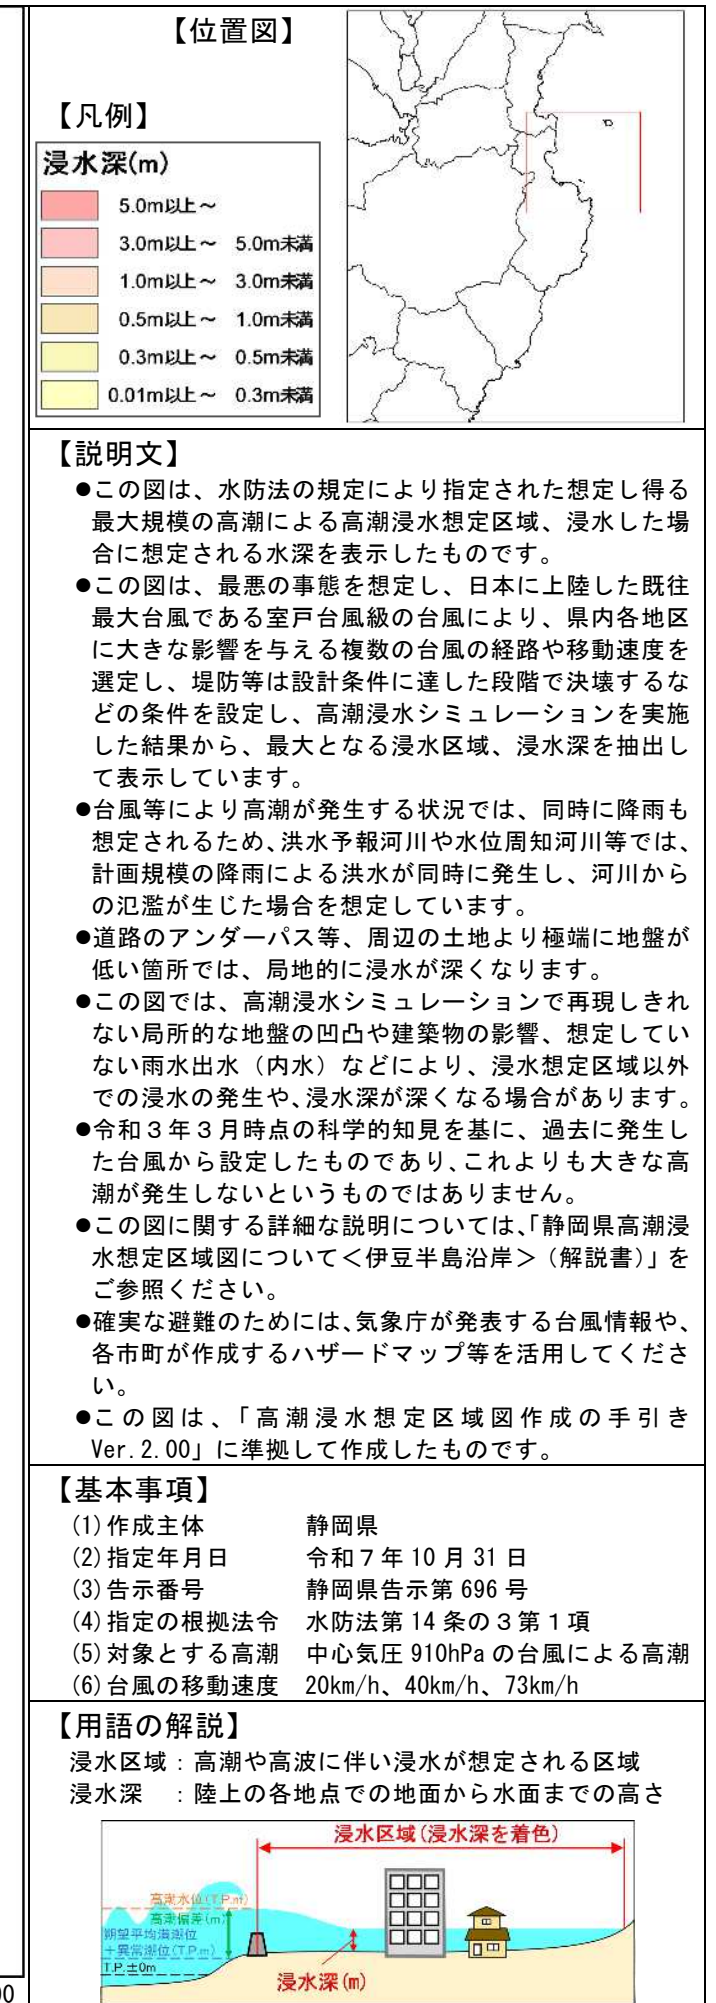 【位置図】
【凡例】
浸水深(m)
5.0m以上～
3.0m以上～ 5.0m未満
1.0m以上～ 3.0m未満
0.5m以上～ 1.0m未満
0.3m以上～ 0.5m未満
0.01m以上～ 0.3m未満
【説明文】
●この図は、水防法の規定により指定された想定し得る
最大規模の高潮による高潮浸水想定区域、浸水した場
合に想定される水深を表示したものです。
●この図は、最悪の事態を想定し、日本に上陸した既往
最大台風である室戸台風級の台風により、県内各地区
に大きな影響を与える複数の台風の経路や移動速度を
選定し、堤防等は設計条件に達した段階で決壊するな
どの条件を設定し、高潮浸水シミュレーションを実施
した結果から、最大となる浸水区域、浸水深を抽出し
て表示しています。
●台風等により高潮が発生する状況では、同時に降雨も
想定されるため、洪水予報河川や水位周知河川等では、
計画規模の降雨による洪水が同時に発生し、河川から
の氾濫が生じた場合を想定しています。
●道路のアンダーパス等、周辺の土地より極端に地盤が
低い箇所では、局地的に浸水が深くなります。
●この図では、高潮浸水シミュレーションで再現しきれ
ない局所的な地盤の凹凸や建築物の影響、想定してい
ない雨水出水（内水）などにより、浸水想定区域以外
での浸水の発生や、浸水深が深くなる場合があります。
●令和３年３月時点の科学的知見を基に、過去に発生し
た台風から設定したものであり、これよりも大きな高
潮が発生しないというものではありません。
●この図に関する詳細な説明については、「静岡県高潮浸
水想定区域図について＜伊豆半島沿岸＞（解説書）」を
ご参照ください。
●確実な避難のためには、気象庁が発表する台風情報や、
各市町が作成するハザードマップ等を活用してくださ
い。
●この図は、「高潮浸水想定区域図作成の手引き
Ver.2.00」に準拠して作成したものです。
【基本事項】
(1)作成主体 静岡県
(2)指定年月日 令和７年10月31日
(3)告示番号 静岡県告示第696号
(4)指定の根拠法令 水防法第14条の３第１項
(5)対象とする高潮 中心気圧910hPaの台風による高潮
(6)台風の移動速度 20km/h、40km/h、73km/h
【用語の解説】
浸水区域：高潮や高波に伴い浸水が想定される区域
浸水深 ：陸上の各地点での地面から水面までの高さ
浸水区域(浸水深を着色)
高潮水位(T.P.m)
高潮偏差(m)
朔望平均満潮位
＋異常潮位(T.P.m)
T.P.±0m
浸水深(m)